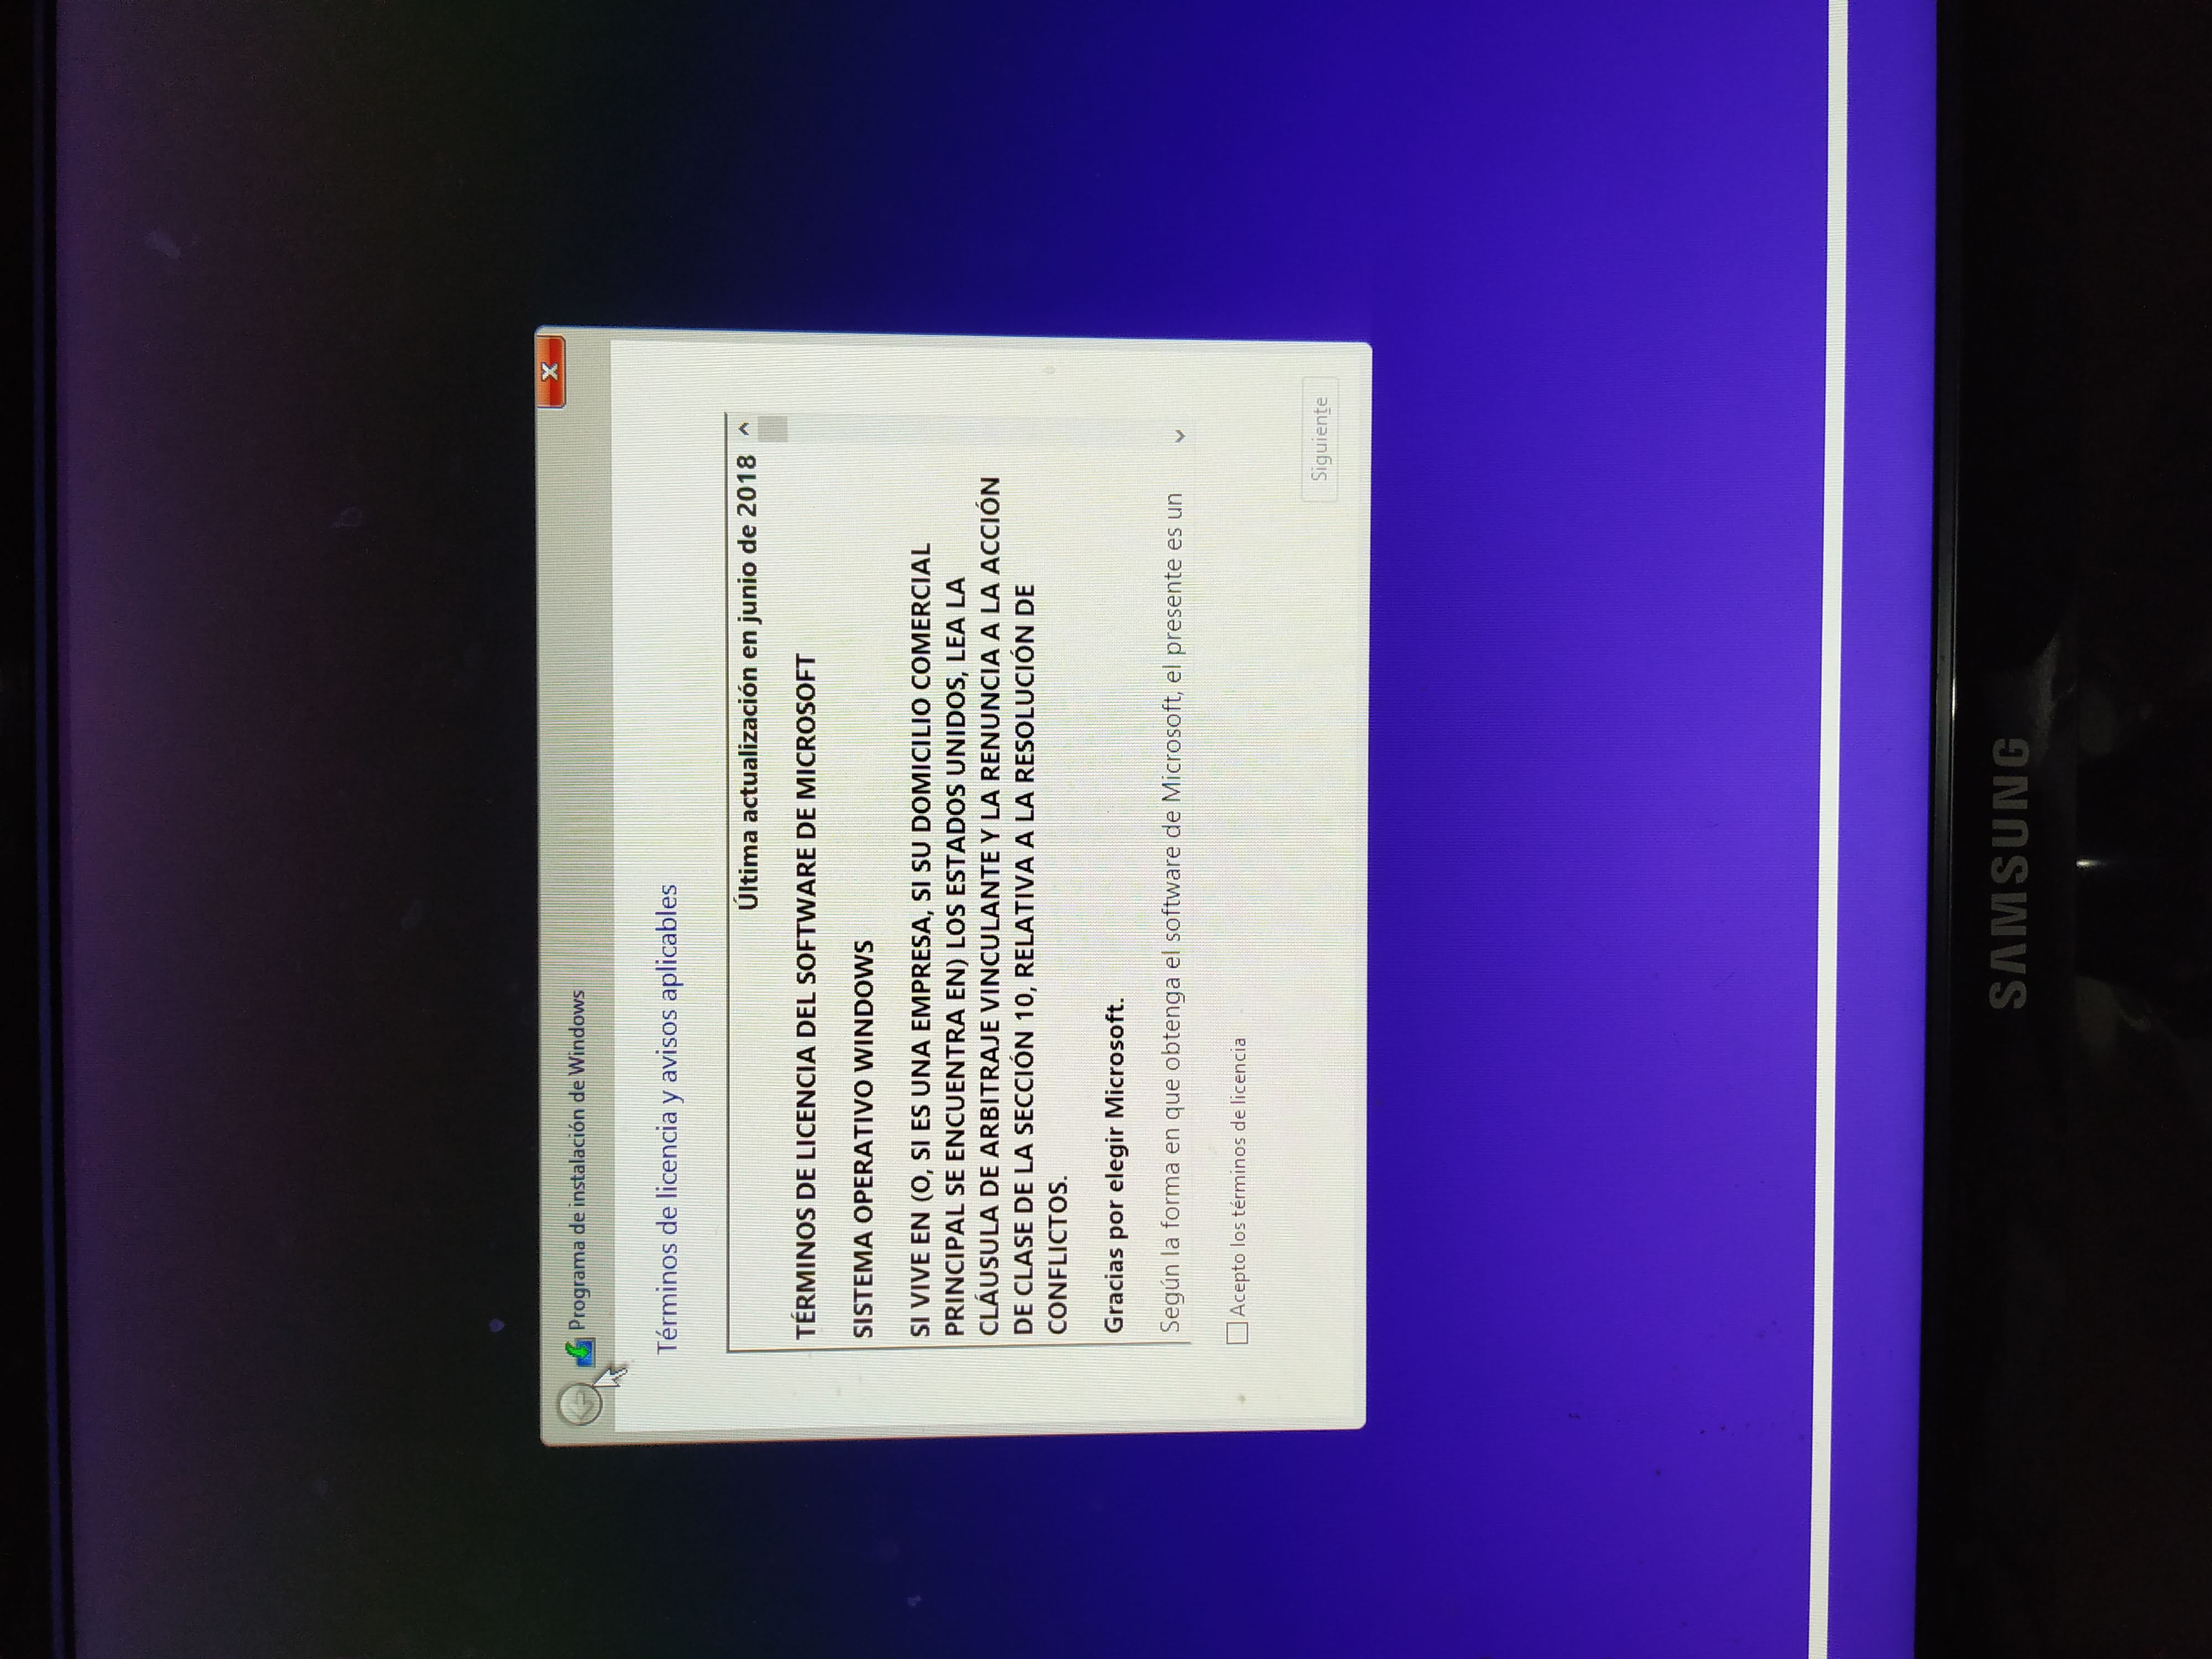 Programa de instalación de Windows
Términos de licencia y avisos aplicables
Última actualización en junio de 2018
TÉRMINOS DE LICENCIA DEL SOFTWARE DE MICROSOFT
SISTEMA OPERATIVO WINDOWS
SI VIVE EN (O, SI ES UNA EMPRESA, SI SU DOMICILIO COMERCIAL
PRINCIPAL SE ENCUENTRA EN) LOS ESTADOS UNIDOS, LEA LA
CLÁUSULA DE ARBITRAJE VINCULANTE Y LA RENUNCIA A LA ACCIÓN
DE CLASE DE LA SECCIÓN 10, RELATIVA A LA RESOLUCIÓN DE
CONFLICTOS.
Gracias por elegir Microsoft.
Según la forma en que obtenga el software de Microsoft, el presente es un
Acepto los términos de licencia
Siguiente
SAMSUNG